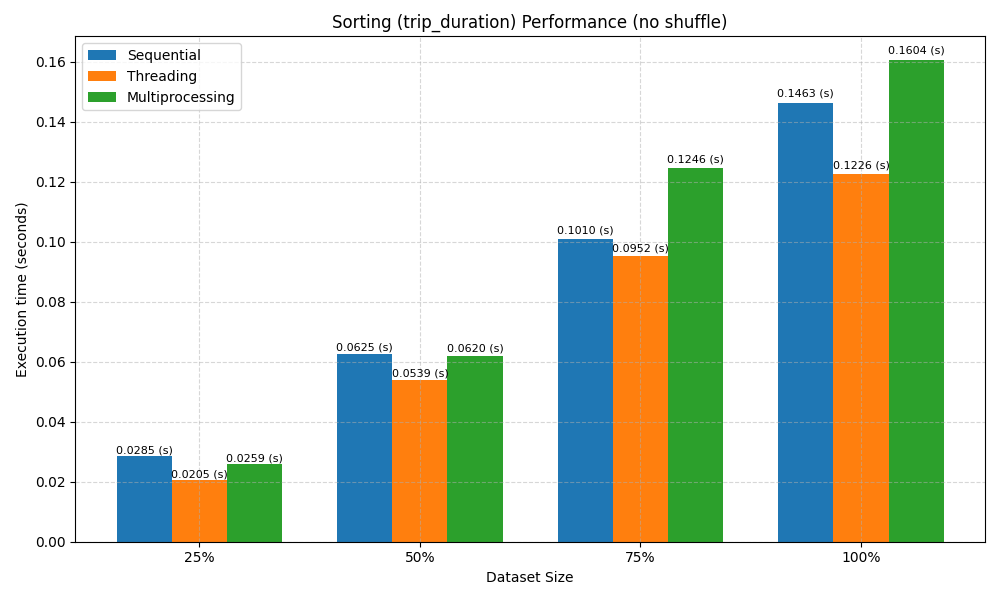 Sorting (trip_duration) Performance (no shuffle)
Sequential
Threading
Multiprocessing
Execution time (seconds)
0.16
0.14
0.12
0.10
0.08
0.06
0.04
0.02
0.00
0.0285 (s)
0.0205 (s)
0.0259 (s)
0.0625 (s)
0.0539 (s)
0.0620 (s)
0.1010 (s)
0.0952 (s)
0.1246 (s)
0.1463 (s)
0.1226 (s)
0.1604 (s)
25%
50%
75%
100%
Dataset Size